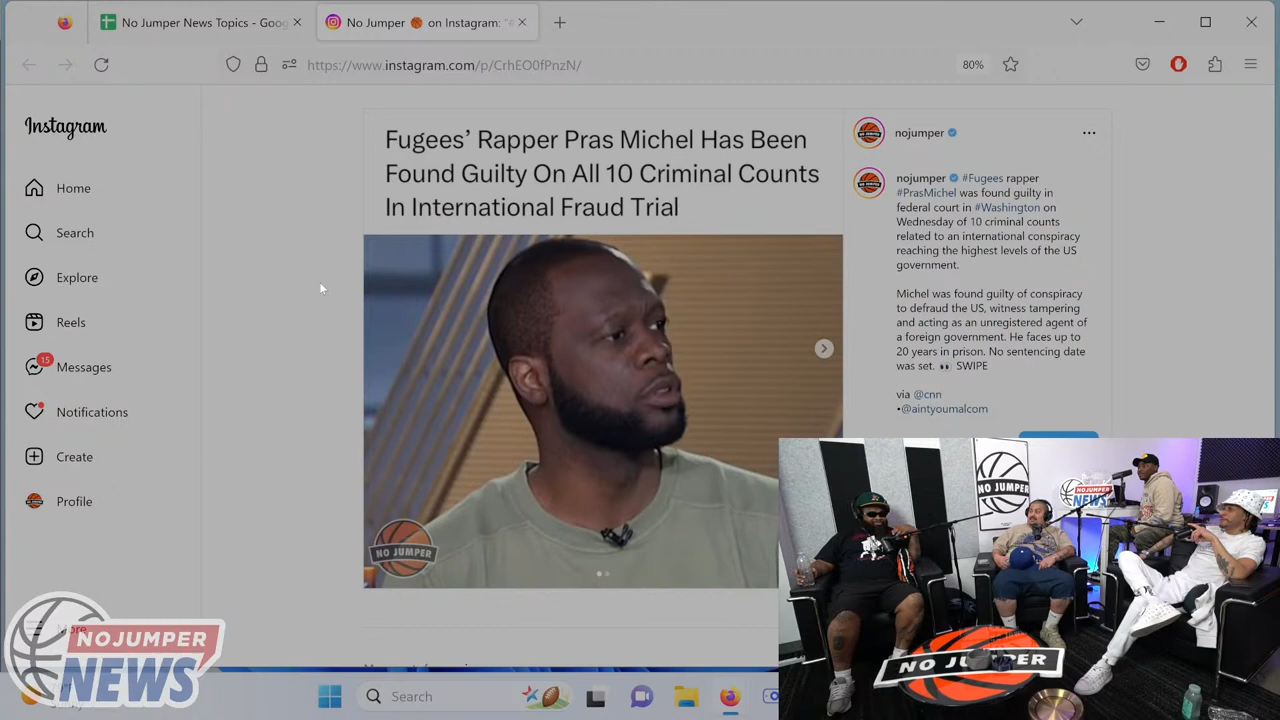 No Jumper News Topics - Goog
No Jumper 🏀 on Instagram: "#
https://www.instagram.com/p/CrhEO0fPnzN/
80%
Instagram
Home
Search
Explore
Reels
15
Messages
Notifications
Create
Profile
Fugees' Rapper Pras Michel Has Been
Found Guilty On All 10 Criminal Counts
In International Fraud Trial
NO JUMPER
nojumper
nojumper #Fugees rapper
#PrasMichel was found guilty in
federal court in #Washington on
Wednesday of 10 criminal counts
related to an international conspiracy
reaching the highest levels of the US
government.
Michel was found guilty of conspiracy
to defraud the US, witness tampering
and acting as an unregistered agent of
a foreign government. He faces up to
20 years in prison. No sentencing date
was set. 👀 SWIPE
via @cnn
•@aintyoumalcom
NO JUMPER
NOJUMPER
NEWS
NO JUMPER
NOJUMPER
NEWS
Search